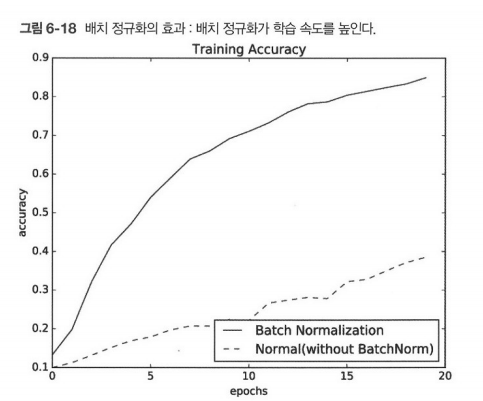 그림 6-18 배치 정규화의 효과 : 배치 정규화가 학습 속도를 높인다.
Training Accuracy
0.9
0.8
0.7
0.6
0.5
0.4
0.3
0.2
0.1
accuracy
Batch Normalization
Normal(without BatchNorm)
0 5 10 15 20
epochs